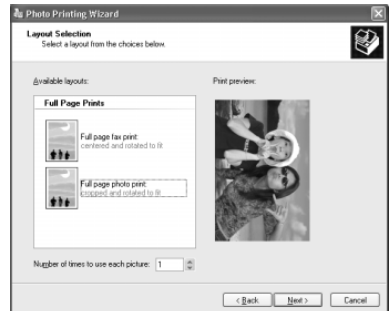 Photo Printing Wizard
Layout Selection
Select a layout from the choices below.
Available layouts:
Print preview:
Full Page Prints
Full page fax print:
centered and rotated to fit
Full page photo print:
cropped and rotated to fit
Number of times to use each picture: 1
< Back Next > Cancel